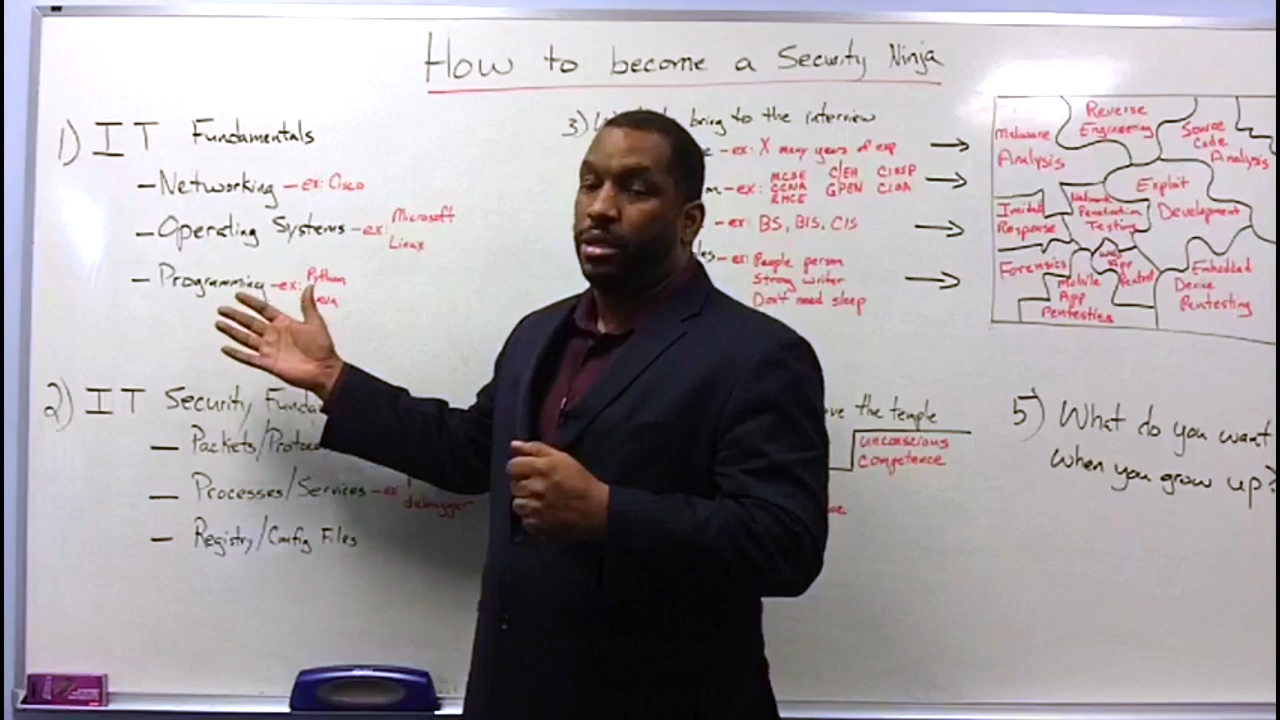 How to become a Security Ninja
1) IT Fundamentals
- Networking - ex: Cisco
- Operating Systems - ex: Microsoft
Linux
- Programming - ex: Python
2) IT Security
- Packets/
- Processes/Services - ex
debugger
- Registry/Config Files
3) bring to the interview
- ex: X many years of exp
- ex: MCSE C/EH CISSP
CCNA GPEN CISA
RHCE
- ex: BS, BIS, CIS
- ex: People person
Strong writer
Don't need sleep
the temple
unconscious
competence
Malware
Analysis
Reverse
Engineering
Source
Code
Analysis
Exploit
Development
Incident
Response
Network
Penetration
Testing
Forensics
Web
App
Pentest
Mobile
App
Pentesting
Embedded
Device
Pentesting
5) What do you want
when you grow up?